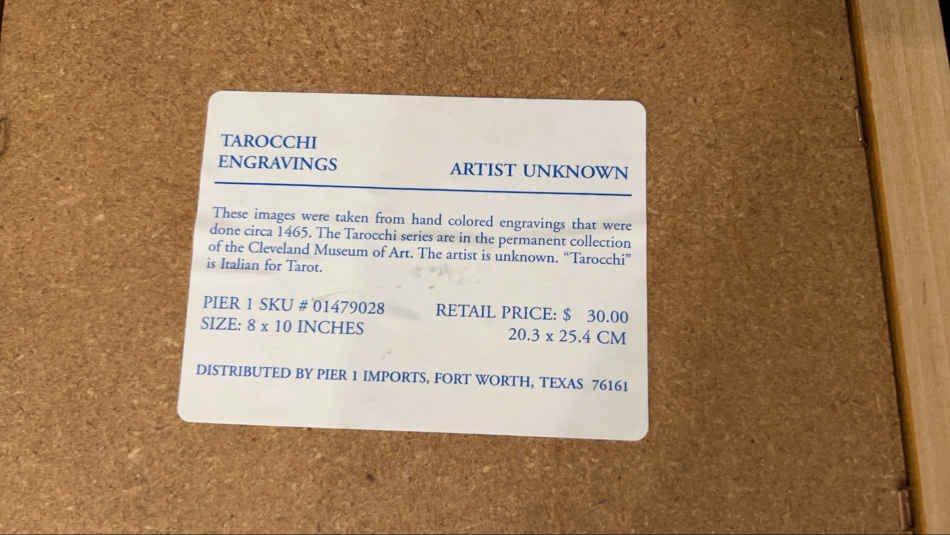 TAROCCHI
ENGRAVINGS
ARTIST UNKNOWN
These images were taken from hand colored engravings that were
done circa 1465. The Tarocchi series are in the permanent collection
of the Cleveland Museum of Art. The artist is unknown. “Tarocchi”
is Italian for Tarot.
PIER 1 SKU # 01479028
RETAIL PRICE: $ 30.00
SIZE: 8 x 10 INCHES
20.3 x 25.4 CM
DISTRIBUTED BY PIER 1 IMPORTS, FORT WORTH, TEXAS 76161